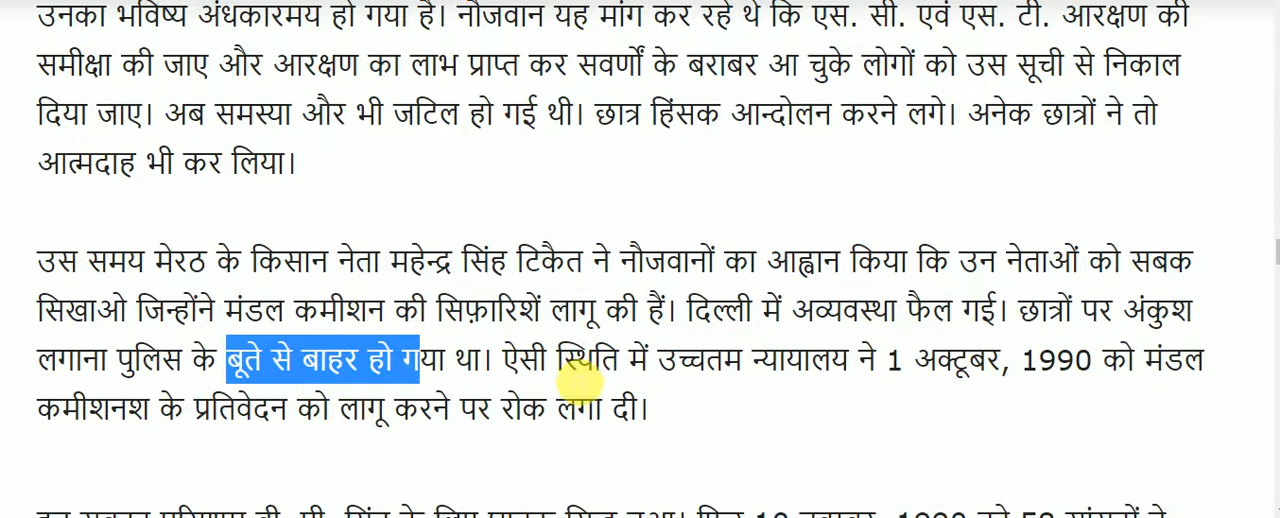 उनका भविष्य अंधकारमय हो गया है। नौजवान यह मांग कर रहे थे कि एस. सी. एवं एस. टी. आरक्षण की
समीक्षा की जाए और आरक्षण का लाभ प्राप्त कर सवर्णों के बराबर आ चुके लोगों को उस सूची से निकाल
दिया जाए। अब समस्या और भी जटिल हो गई थी। छात्र हिंसक आन्दोलन करने लगे। अनेक छात्रों ने तो
आत्मदाह भी कर लिया।
उस समय मेरठ के किसान नेता महेन्द्र सिंह टिकैत ने नौजवानों का आह्वान किया कि उन नेताओं को सबक
सिखाओ जिन्होंने मंडल कमीशन की सिफ़ारिशें लागू की हैं। दिल्ली में अव्यवस्था फैल गई। छात्रों पर अंकुश
लगाना पुलिस के बूते से बाहर हो गया था। ऐसी स्थिति में उच्चतम न्यायालय ने 1 अक्टूबर, 1990 को मंडल
कमीशनश के प्रतिवेदन को लागू करने पर रोक लगा दी।